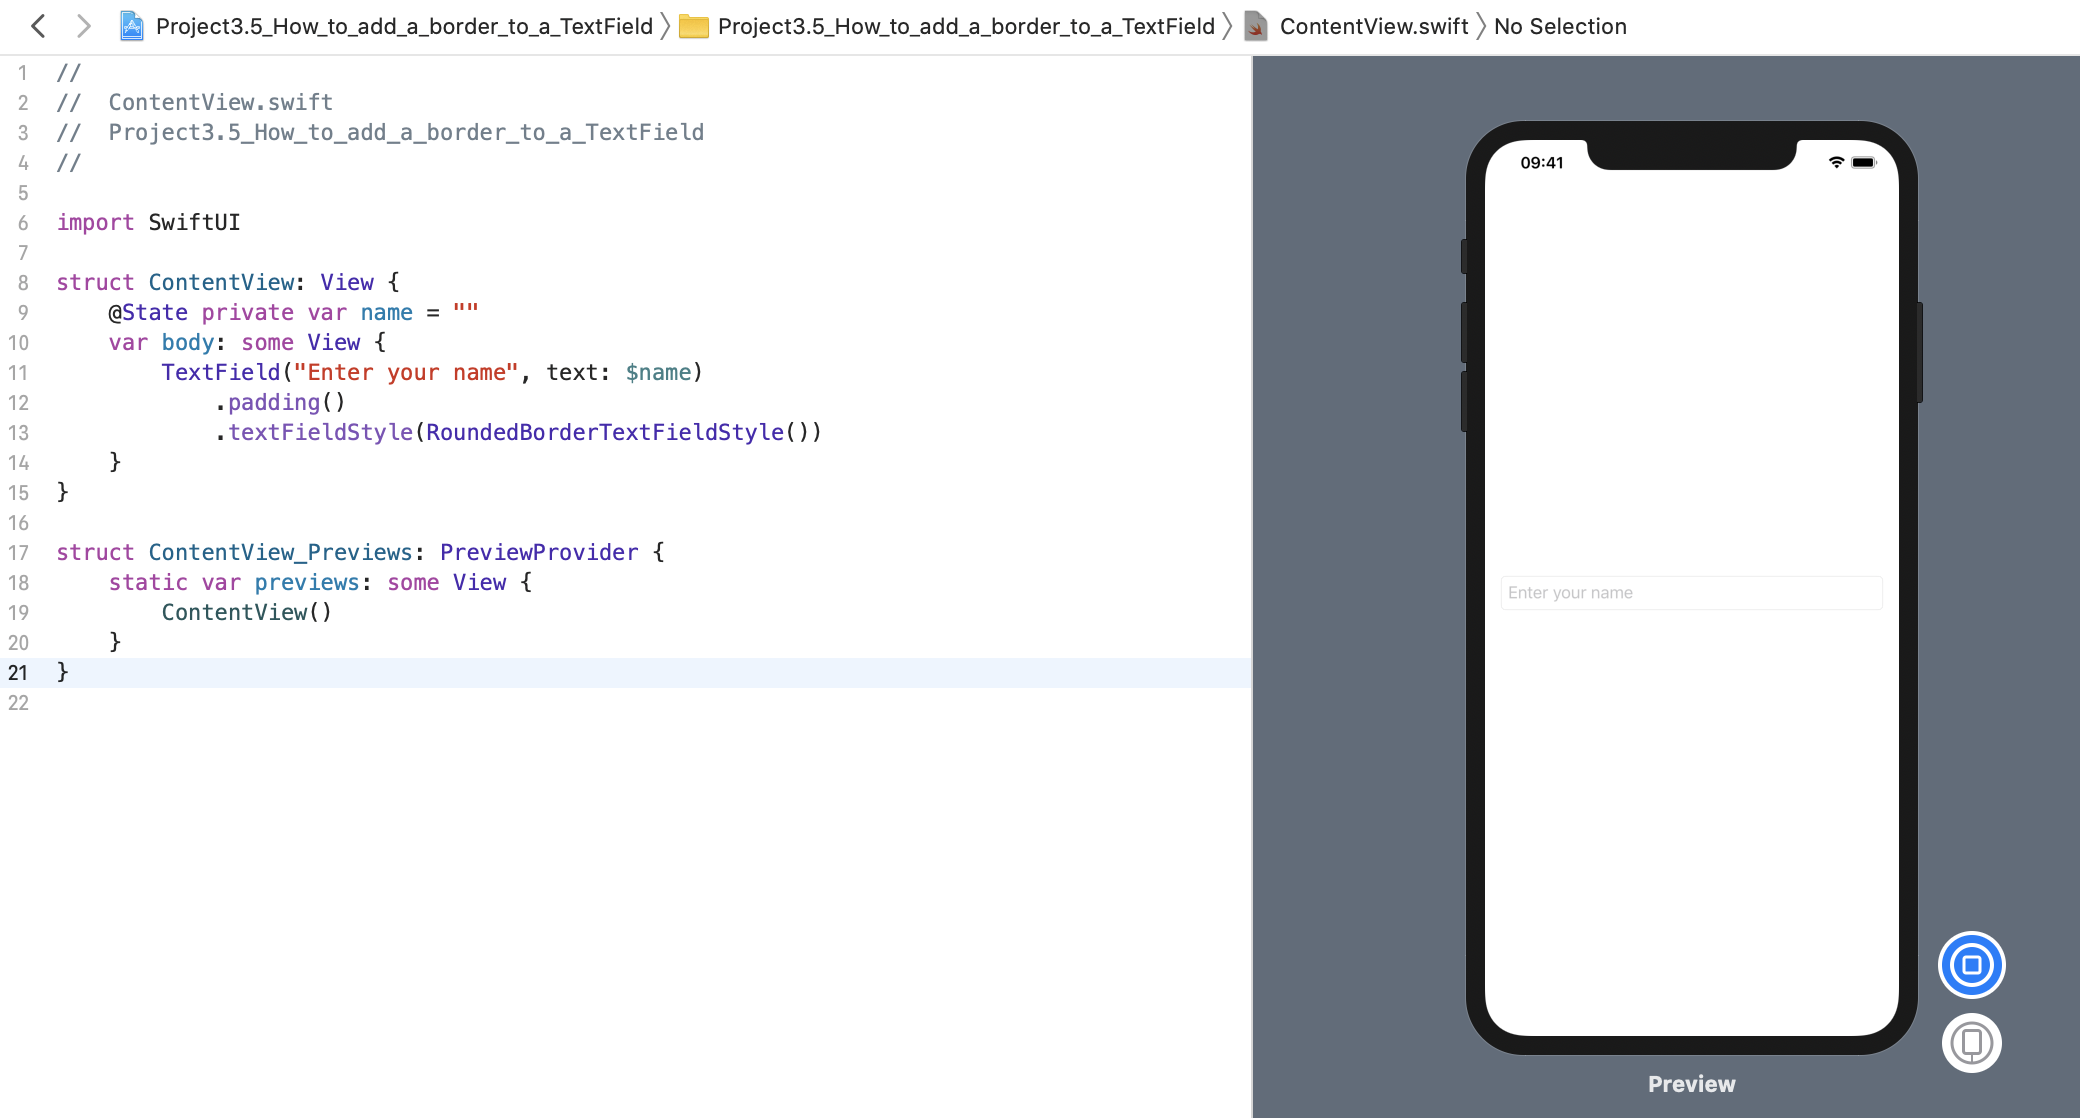 Project3.5_How_to_add_a_border_to_a_TextField 〉 Project3.5_How_to_add_a_border_to_a_TextField 〉 ContentView.swift 〉 No Selection
1 //
2 //  ContentView.swift
3 //  Project3.5_How_to_add_a_border_to_a_TextField
4 //
5
6 import SwiftUI
7
8 struct ContentView: View {
9     @State private var name = ""
10     var body: some View {
11         TextField("Enter your name", text: $name)
12             .padding()
13             .textFieldStyle(RoundedBorderTextFieldStyle())
14     }
15 }
16
17 struct ContentView_Previews: PreviewProvider {
18     static var previews: some View {
19         ContentView()
20     }
21 }
22
09:41
Enter your name
Preview